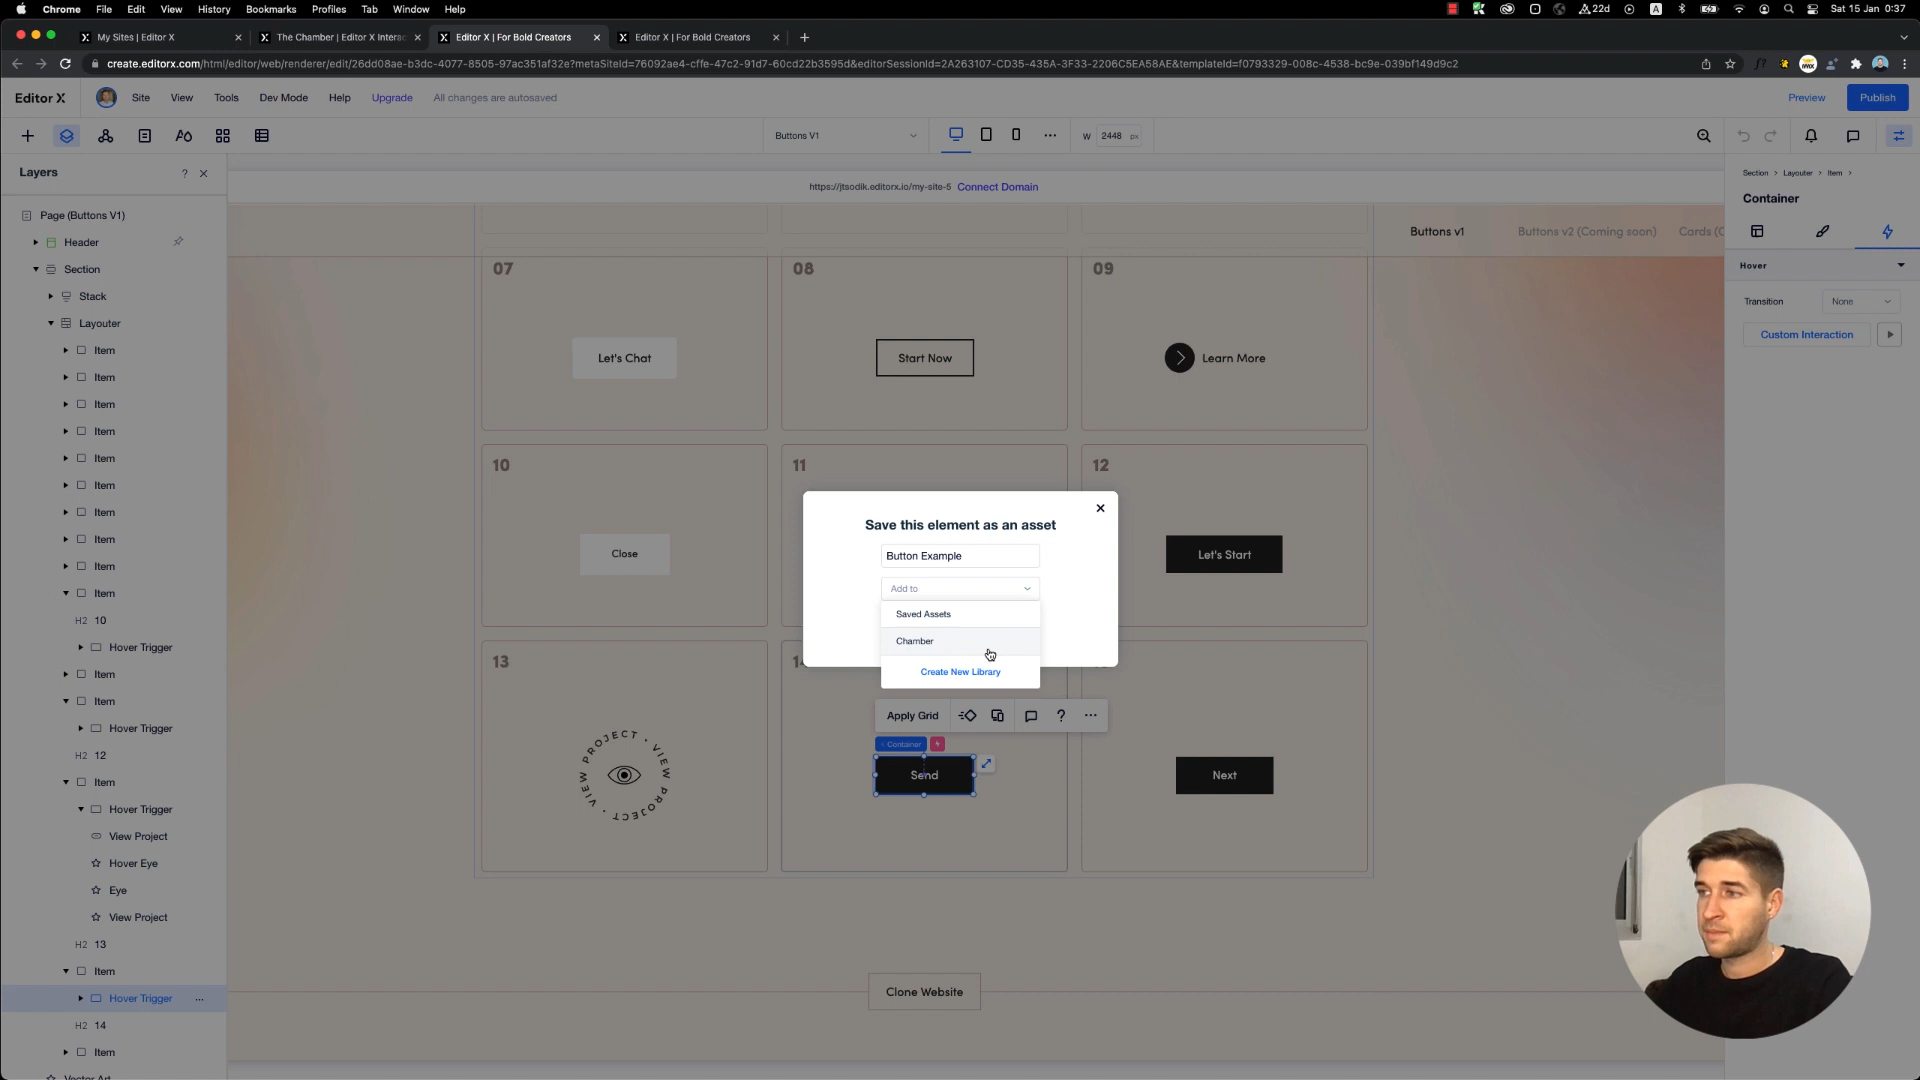 Chrome File Edit View History Bookmarks Profiles Tab Window Help 22d A Sat 15 Jan 0:37
My Sites | Editor X The Chamber | Editor X Interac Editor X | For Bold Creators Editor X | For Bold Creators
create.editorx.com/html/editor/web/renderer/edit/26dd08ae-b3dc-4077-8505-97ac351af32e?metaSiteId=76092ae4-cffe-47c2-91d7-60cd22b3595d&editorSessionId=2A263107-CD35-435A-3F33-2206C5EA58AE&templateId=f0793329-008c-4538-bc9e-039bf149d9c2
Editor X Site View Tools Dev Mode Help Upgrade All changes are autosaved Preview Publish
Buttons V1 W 2448 px
Layers ?
https://jtsodik.editorx.io/my-site-5 Connect Domain
Section > Layouter > Item >
Container
Hover
Transition None
Custom Interaction
Page (Buttons V1)
Header
Section
Stack
Layouter
Item
Item
Item
Item
Item
Item
Item
Item
Item
Item
H2 10
Hover Trigger
Item
Item
Hover Trigger
H2 12
Item
Hover Trigger
View Project
Hover Eye
Eye
View Project
H2 13
Item
Hover Trigger ...
H2 14
Item
Vector Art
Buttons v1 Buttons v2 (Coming soon) Cards (C
07 08 09
Let's Chat Start Now Learn More
10 11 12
Close Let's Start
Save this element as an asset
Button Example
Add to
Saved Assets
Chamber
Create New Library
13
Apply Grid ? ...
Container
VIEW PROJECT • VIEW PROJECT •
Send Next
Clone Website